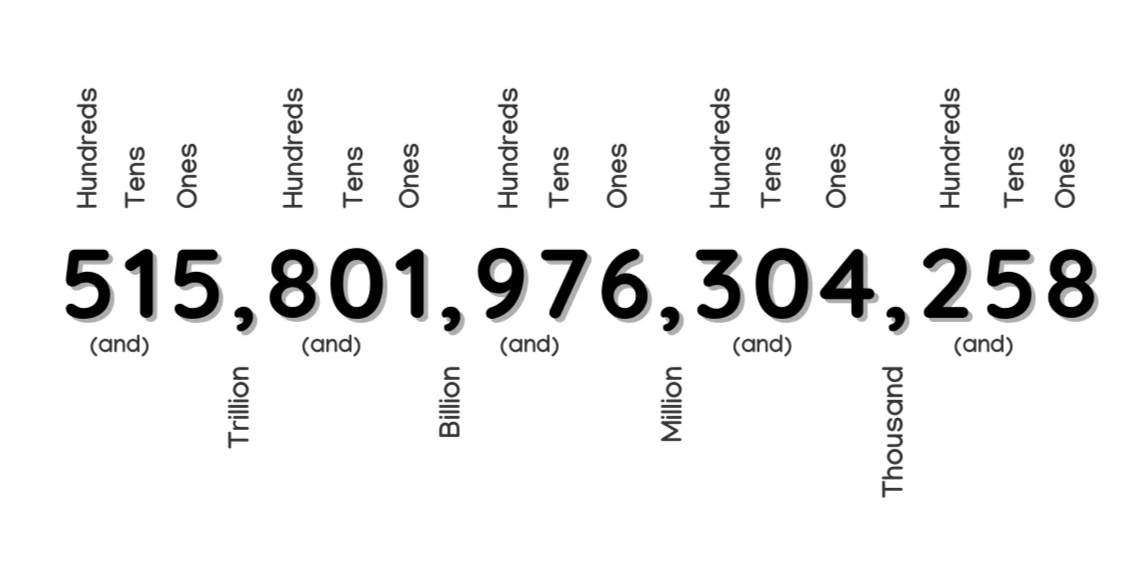 Hundreds Tens Ones Hundreds Tens Ones Hundreds Tens Ones Hundreds Tens Ones Hundreds Tens Ones
515,801,976,304,258
(and) (and) (and) (and) (and)
Trillion Billion Million Thousand